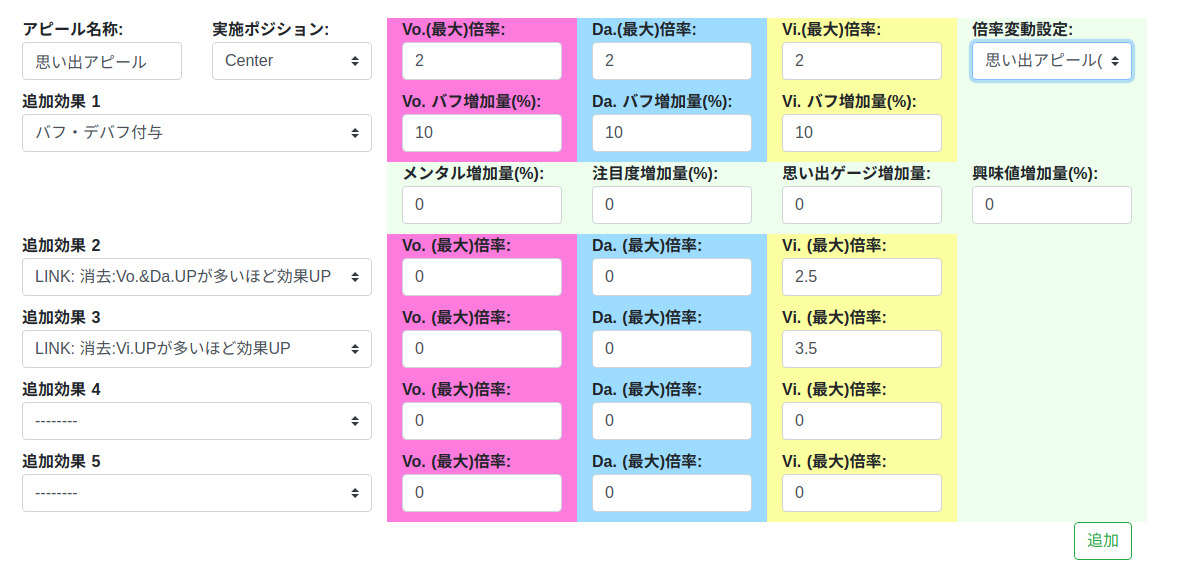 アピール名称: 実施ポジション: Vo.(最大)倍率: Da.(最大)倍率: Vi.(最大)倍率: 倍率変動設定:
思い出アピール Center 2 2 2 思い出アピール(
追加効果 1 Vo. バフ増加量(%): Da. バフ増加量(%): Vi. バフ増加量(%):
バフ・デバフ付与 10 10 10
メンタル増加量(%): 注目度増加量(%): 思い出ゲージ増加量: 興味値増加量(%):
0 0 0 0
追加効果 2 Vo. (最大)倍率: Da. (最大)倍率: Vi. (最大)倍率:
LINK: 消去:Vo.&Da.UPが多いほど効果UP 0 0 2.5
追加効果 3 Vo. (最大)倍率: Da. (最大)倍率: Vi. (最大)倍率:
LINK: 消去:Vi.UPが多いほど効果UP 0 0 3.5
追加効果 4 Vo. (最大)倍率: Da. (最大)倍率: Vi. (最大)倍率:
-------- 0 0 0
追加効果 5 Vo. (最大)倍率: Da. (最大)倍率: Vi. (最大)倍率:
-------- 0 0 0
追加